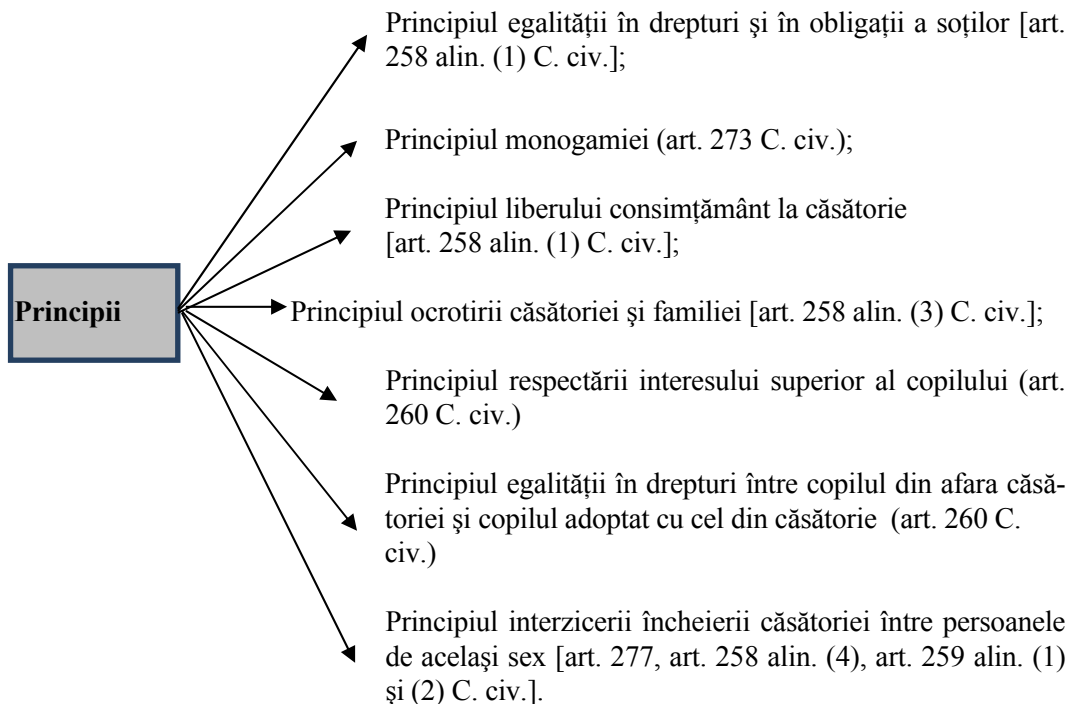 Principiul egalității în drepturi şi în obligații a soților [art.
258 alin. (1) C. civ.];
Principiul monogamiei (art. 273 C. civ.);
Principiul liberului consimțământ la căsătorie
[art. 258 alin. (1) C. civ.];
Principii
Principiul ocrotirii căsătoriei şi familiei [art. 258 alin. (3) C. civ.];
Principiul respectării interesului superior al copilului (art.
260 C. civ.)
Principiul egalității în drepturi între copilul din afara căsă-
toriei şi copilul adoptat cu cel din căsătorie (art. 260 C.
civ.)
Principiul interzicerii încheierii căsătoriei între persoanele
de acelaşi sex [art. 277, art. 258 alin. (4), art. 259 alin. (1)
şi (2) C. civ.].